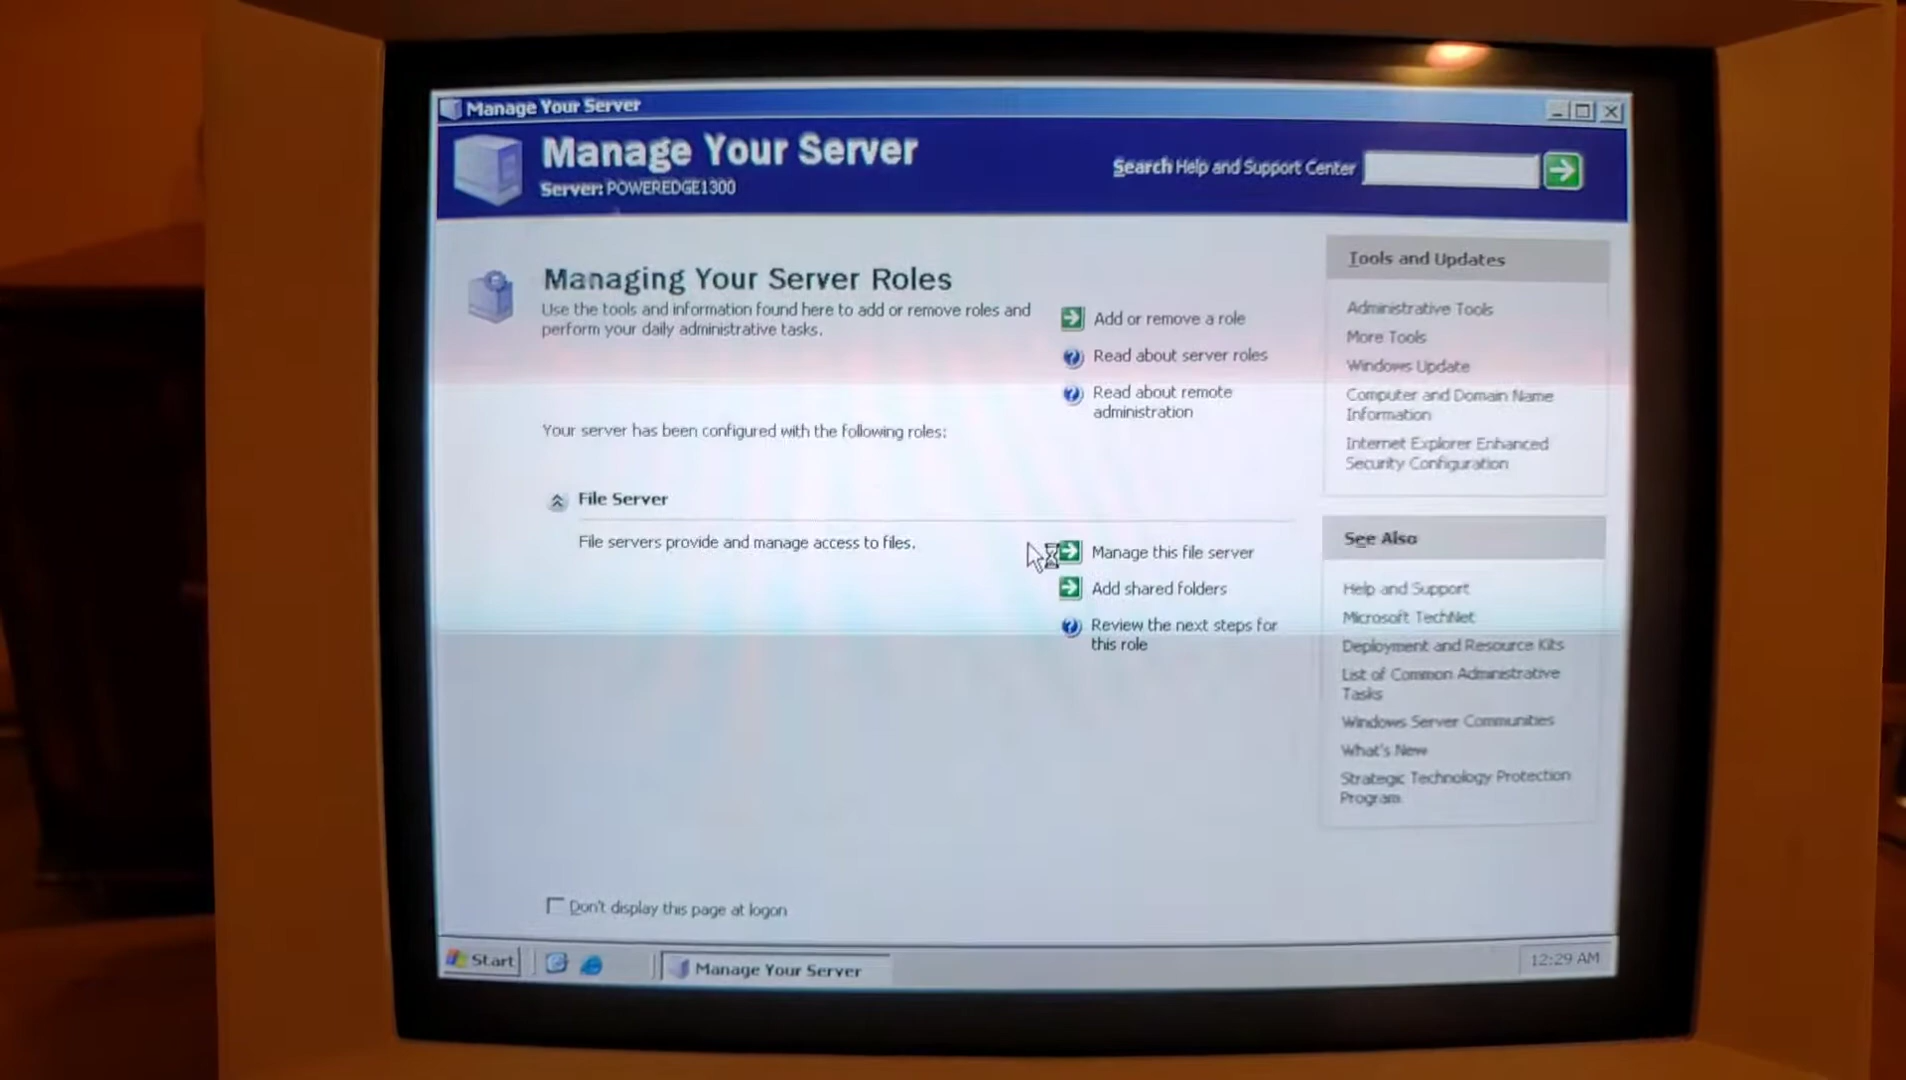 Manage Your Server
Manage Your Server
Server: POWEREDGE1300
Search Help and Support Center
Managing Your Server Roles
Use the tools and information found here to add or remove roles and
perform your daily administrative tasks.
Add or remove a role
Read about server roles
Read about remote
administration
Your server has been configured with the following roles:
File Server
File servers provide and manage access to files.
Manage this file server
Add shared folders
Review the next steps for
this role
Tools and Updates
Administrative Tools
More Tools
Windows Update
Computer and Domain Name
Information
Internet Explorer Enhanced
Security Configuration
See Also
Help and Support
Microsoft TechNet
Deployment and Resource Kits
List of Common Administrative
Tasks
Windows Server Communities
What's New
Strategic Technology Protection
Program
Don't display this page at logon
Start
Manage Your Server
12:29 AM